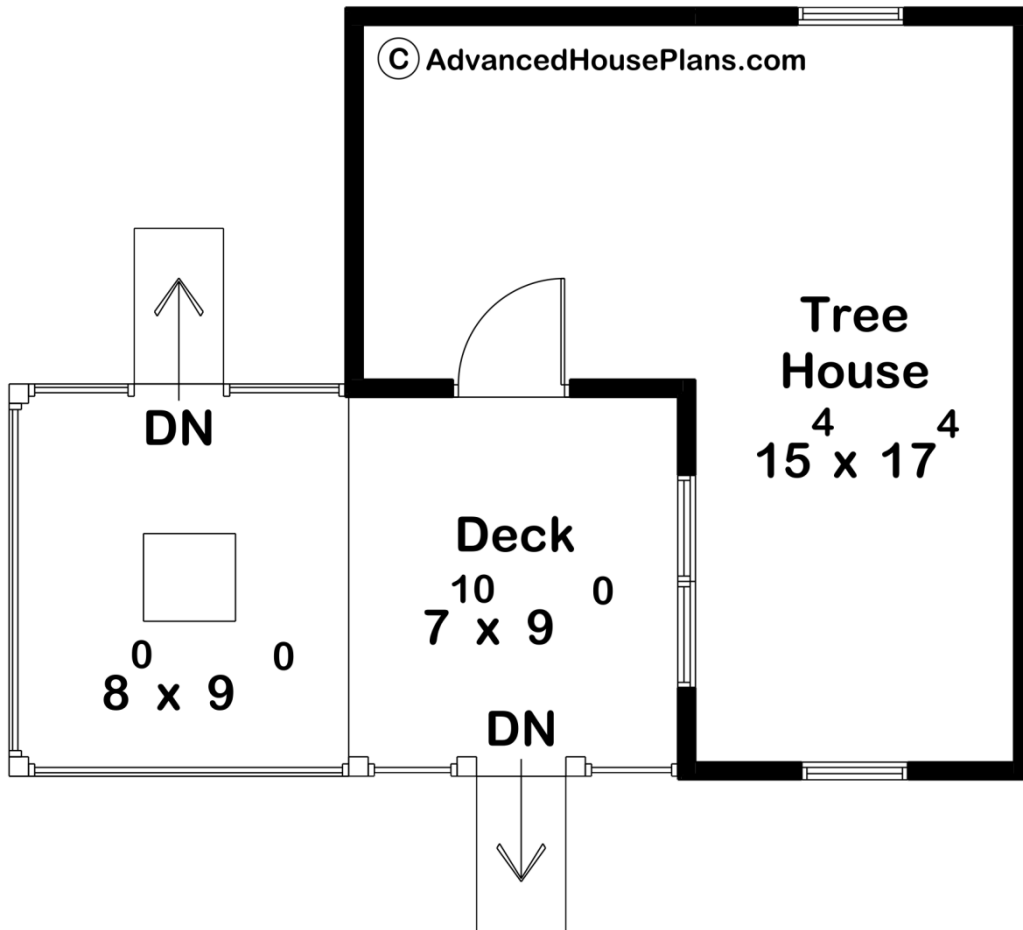 © AdvancedHousePlans.com
Tree
House
15⁴ x 17⁴
DN
Deck
7¹⁰ x 9⁰
8⁰ x 9⁰
DN